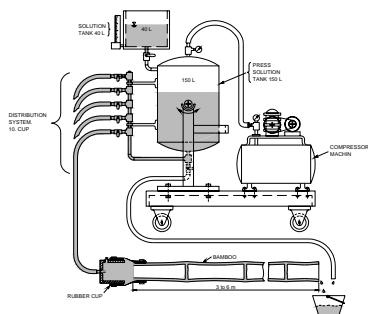 SOLUTION
TANK 40 L
40 L
150 L
PRESS
SOLUTION
TANK 150 L
DISTRIBUTION
SYSTEM.
10. CUP
COMPRESSOR
MACHIN
BAMBOO
3 to 6 m
RUBBER CUP